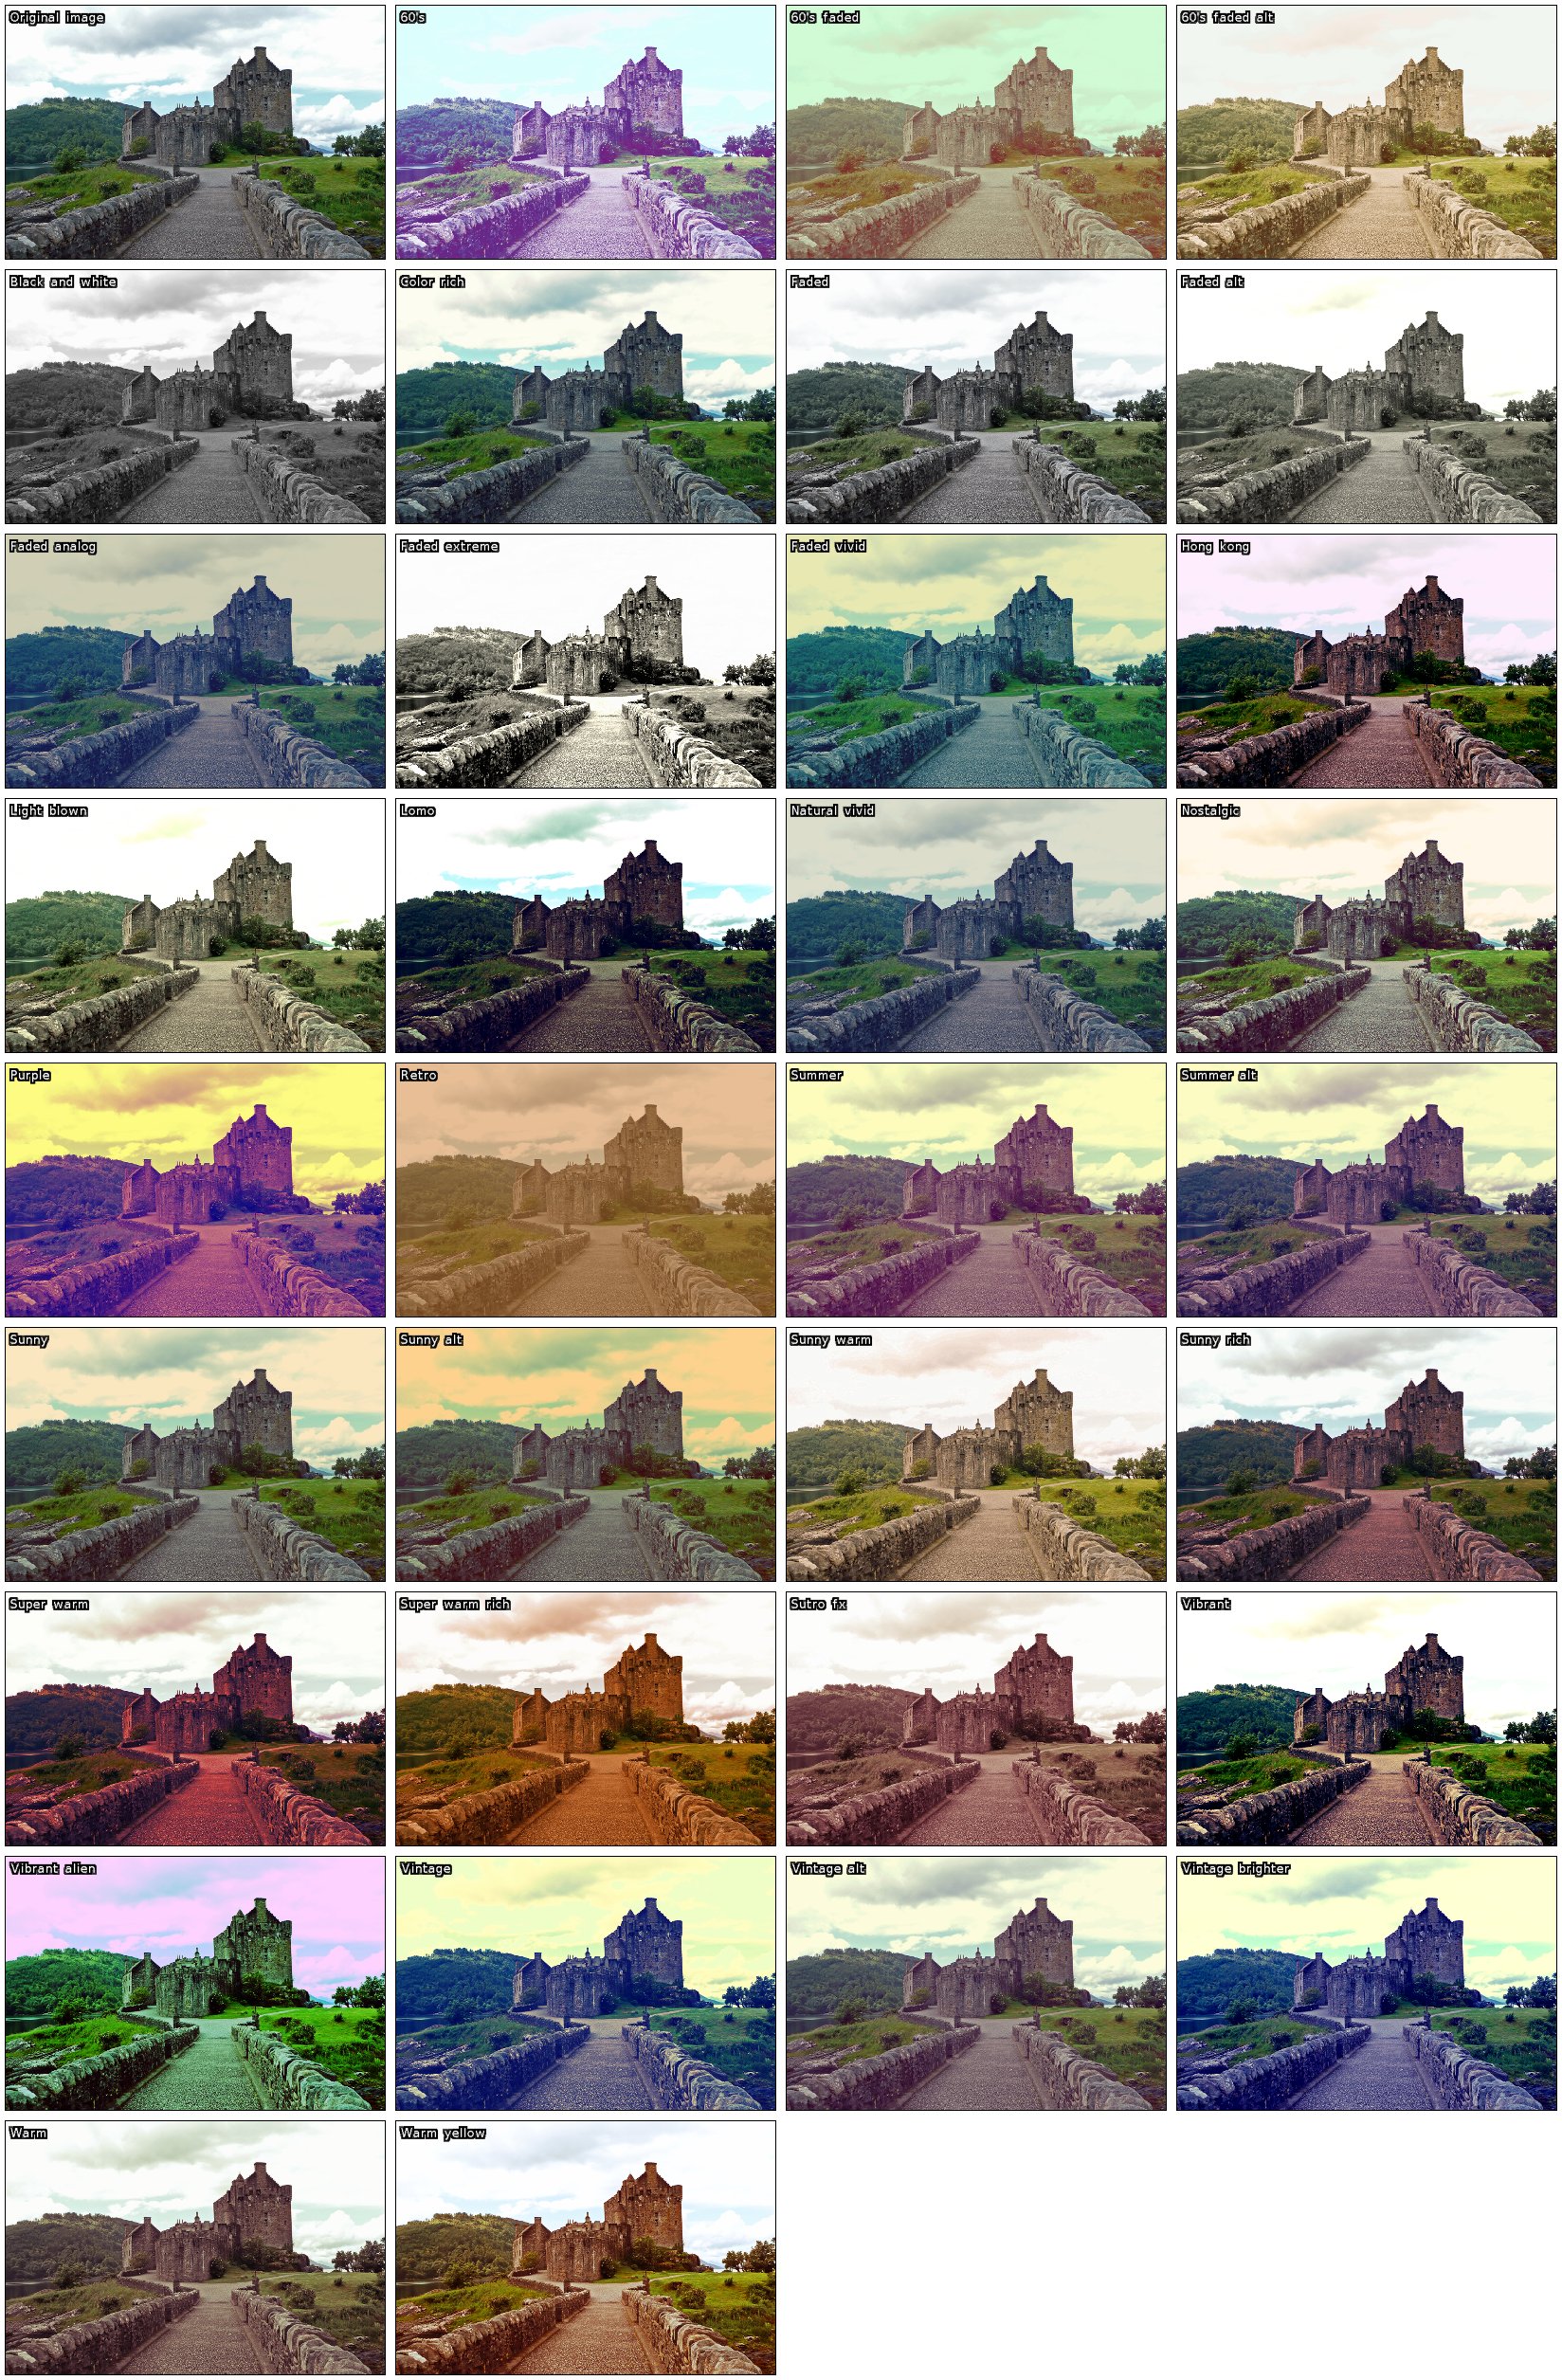 Original image
60's
60's faded
60's faded alt
Black and white
Color rich
Faded
Faded alt
Faded analog
Faded extreme
Faded vivid
Hong kong
Light blown
Lomo
Natural vivid
Nostalgic
Purple
Retro
Summer
Summer alt
Sunny
Sunny alt
Sunny warm
Sunny rich
Super warm
Super warm rich
Sutro fx
Vibrant
Vibrant alien
Vintage
Vintage alt
Vintage brighter
Warm
Warm yellow